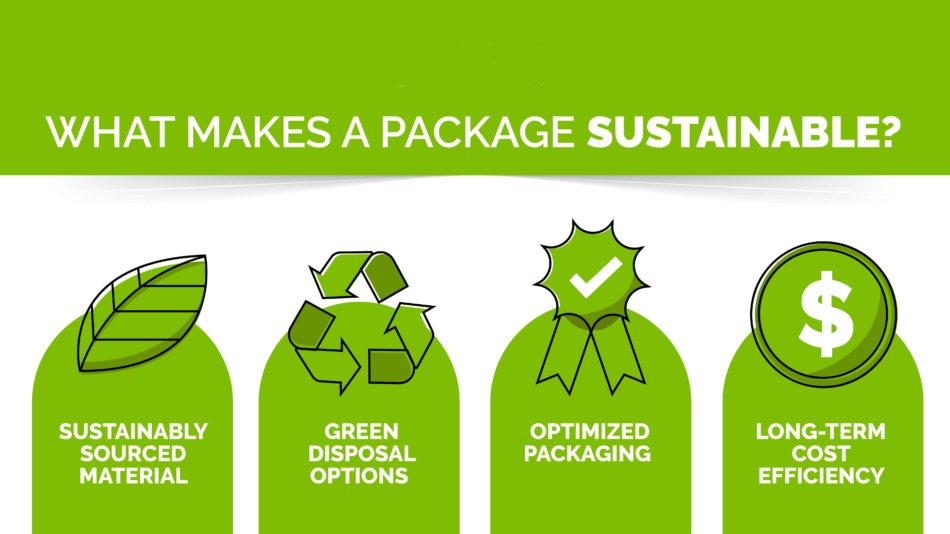 WHAT MAKES A PACKAGE SUSTAINABLE?
SUSTAINABLY
SOURCED
MATERIAL
GREEN
DISPOSAL
OPTIONS
OPTIMIZED
PACKAGING
$
LONG-TERM
COST
EFFICIENCY